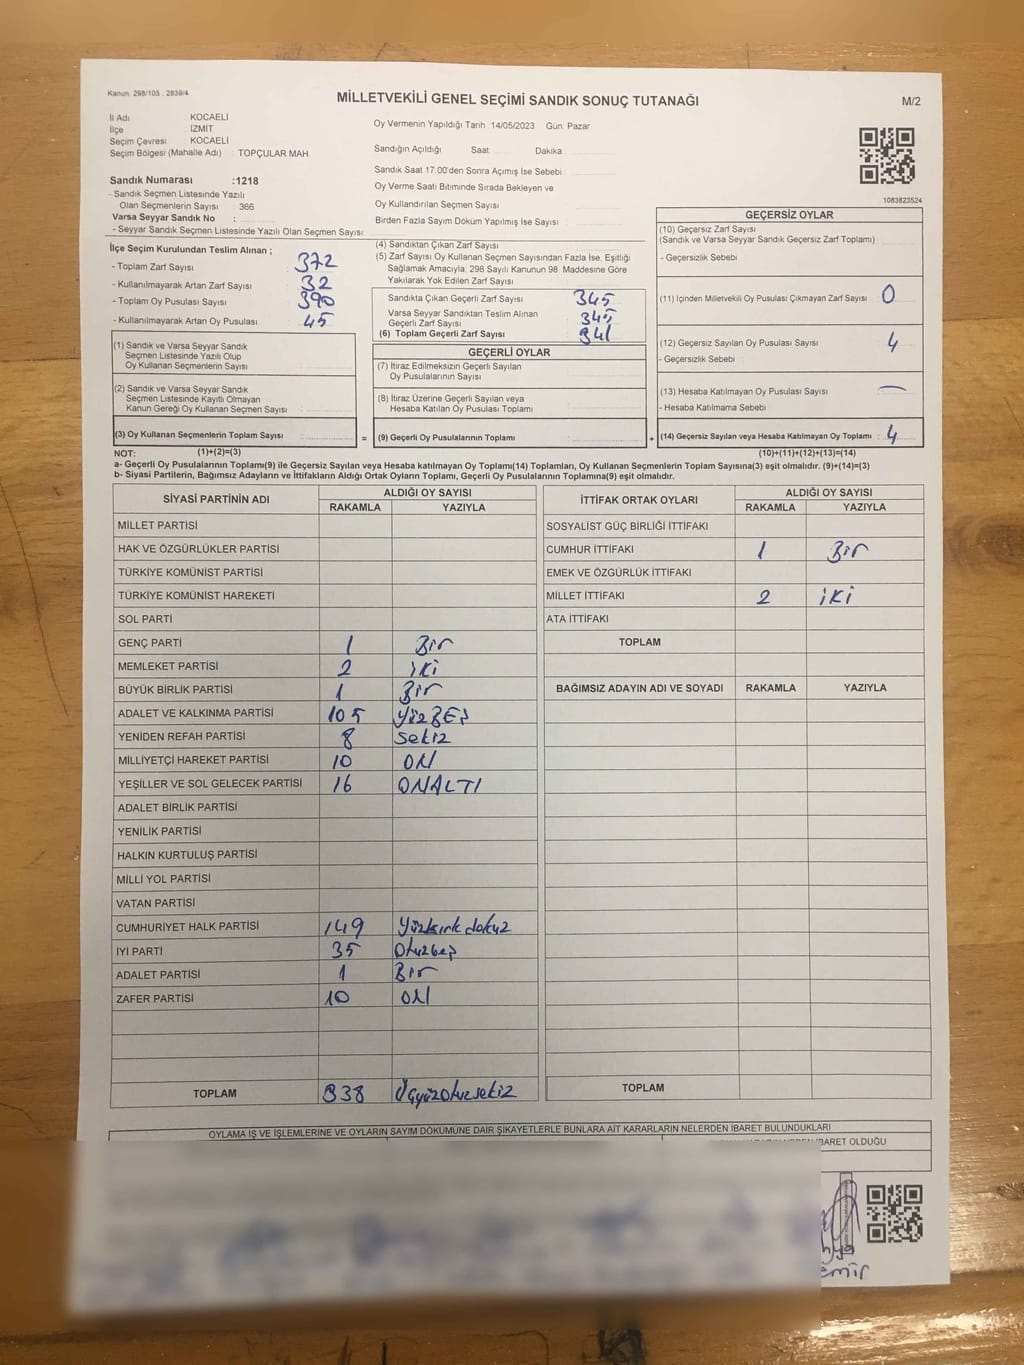 Kanun: 298/105 - 2839/4
MİLLETVEKİLİ GENEL SEÇİMİ SANDIK SONUÇ TUTANAĞI
M/2
İl Adı : KOCAELİ
İlçe : İZMİT
Seçim Çevresi : KOCAELİ
Seçim Bölgesi (Mahalle Adı) : TOPÇULAR MAH.
Sandık Numarası :1218
- Sandık Seçmen Listesinde Yazılı
Olan Seçmenlerin Sayısı : 366
Varsa Seyyar Sandık No :
- Seyyar Sandık Seçmen Listesinde Yazılı Olan Seçmen Sayısı:
Oy Vermenin Yapıldığı Tarih :14/05/2023 Gün: Pazar
Sandığın Açıldığı Saat Dakika
Sandık Saat 17:00'den Sonra Açımış İse Sebebi :
Oy Verme Saati Bitiminde Sırada Bekleyen ve
Oy Kullandırılan Seçmen Sayısı :
Birden Fazla Sayım Döküm Yapılmış İse Sayısı :
1083823524
İlçe Seçim Kurulundan Teslim Alınan ;
- Toplam Zarf Sayısı : 372
- Kullanılmayarak Artan Zarf Sayısı : 32
- Toplam Oy Pusulası Sayısı : 390
- Kullanılmayarak Artan Oy Pusulası : 45
(1) Sandık ve Varsa Seyyar Sandık
Seçmen Listesinde Yazılı Olup
Oy Kullanan Seçmenlerin Sayısı :
(2) Sandık ve Varsa Seyyar Sandık
Seçmen Listesinde Kayıtlı Olmayan
Kanun Gereği Oy Kullanan Seçmen Sayısı :
(3) Oy Kullanan Seçmenlerin Toplam Sayısı : =
(4) Sandıktan Çıkan Zarf Sayısı
(5) Zarf Sayısı Oy Kullanan Seçmen Sayısından Fazla İse, Eşitliği
Sağlamak Amacıyla, 298 Sayılı Kanunun 98. Maddesine Göre
Yakılarak Yok Edilen Zarf Sayısı
Sandıkta Çıkan Geçerli Zarf Sayısı 345
Varsa Seyyar Sandıktan Teslim Alınan
Geçerli Zarf Sayısı 345
(6) Toplam Geçerli Zarf Sayısı 341
GEÇERLİ OYLAR
(7) İtiraz Edilmeksizin Geçerli Sayılan
Oy Pusulalarının Sayısı :
(8) İtiraz Üzerine Geçerli Sayılan veya
Hesaba Katılan Oy Pusulası Toplamı :
(9) Geçerli Oy Pusulalarının Toplamı : +
GEÇERSİZ OYLAR
(10) Geçersiz Zarf Sayısı
(Sandık ve Varsa Seyyar Sandık Geçersiz Zarf Toplamı) :
- Geçersizlik Sebebi
(11) İçinden Milletvekili Oy Pusulası Çıkmayan Zarf Sayısı : 0
(12) Geçersiz Sayılan Oy Pusulası Sayısı : 4
- Geçersizlik Sebebi
(13) Hesaba Katılmayan Oy Pusulası Sayısı : —
- Hesaba Katılmama Sebebi
(14) Geçersiz Sayılan veya Hesaba Katılmayan Oy Toplamı : 4
NOT: (1)+(2)=(3) (10)+(11)+(12)+(13)=(14)
a- Geçerli Oy Pusulalarının Toplamı(9) ile Geçersiz Sayılan veya Hesaba katılmayan Oy Toplamı(14) Toplamları, Oy Kullanan Seçmenlerin Toplam Sayısına(3) eşit olmalıdır. (9)+(14)=(3)
b- Siyasi Partilerin, Bağımsız Adayların ve İttifakların Aldığı Ortak Oyların Toplamı, Geçerli Oy Pusulalarının Toplamına(9) eşit olmalıdır.
SİYASİ PARTİNİN ADI ALDIĞI OY SAYISI
RAKAMLA YAZIYLA
MİLLET PARTİSİ
HAK VE ÖZGÜRLÜKLER PARTİSİ
TÜRKİYE KOMÜNİST PARTİSİ
TÜRKİYE KOMÜNİST HAREKETİ
SOL PARTİ
GENÇ PARTİ 1 Bir
MEMLEKET PARTİSİ 2 iki
BÜYÜK BİRLİK PARTİSİ 1 Bir
ADALET VE KALKINMA PARTİSİ 105 YüzBEŞ
YENİDEN REFAH PARTİSİ 8 Sekiz
MİLLİYETÇİ HAREKET PARTİSİ 10 ON
YEŞİLLER VE SOL GELECEK PARTİSİ 16 ONALTI
ADALET BİRLİK PARTİSİ
YENİLİK PARTİSİ
HALKIN KURTULUŞ PARTİSİ
MİLLİ YOL PARTİSİ
VATAN PARTİSİ
CUMHURİYET HALK PARTİSİ 149 Yüzkırk dokuz
İYİ PARTİ 35 Otuzbeş
ADALET PARTİSİ 1 Bir
ZAFER PARTİSİ 10 ON
TOPLAM 338 Üçyüzotuzsekiz
İTTİFAK ORTAK OYLARI ALDIĞI OY SAYISI
RAKAMLA YAZIYLA
SOSYALİST GÜÇ BİRLİĞİ İTTİFAKI
CUMHUR İTTİFAKI 1 Bir
EMEK VE ÖZGÜRLÜK İTTİFAKI
MİLLET İTTİFAKI 2 iki
ATA İTTİFAKI
TOPLAM
BAĞIMSIZ ADAYIN ADI VE SOYADI RAKAMLA YAZIYLA
TOPLAM
OYLAMA İŞ VE İŞLEMLERİNE VE OYLARIN SAYIM DÖKÜMÜNE DAİR ŞİKAYETLERLE BUNLARA AİT KARARLARIN NELERDEN İBARET BULUNDUKLARI
İBARET OLDUĞU